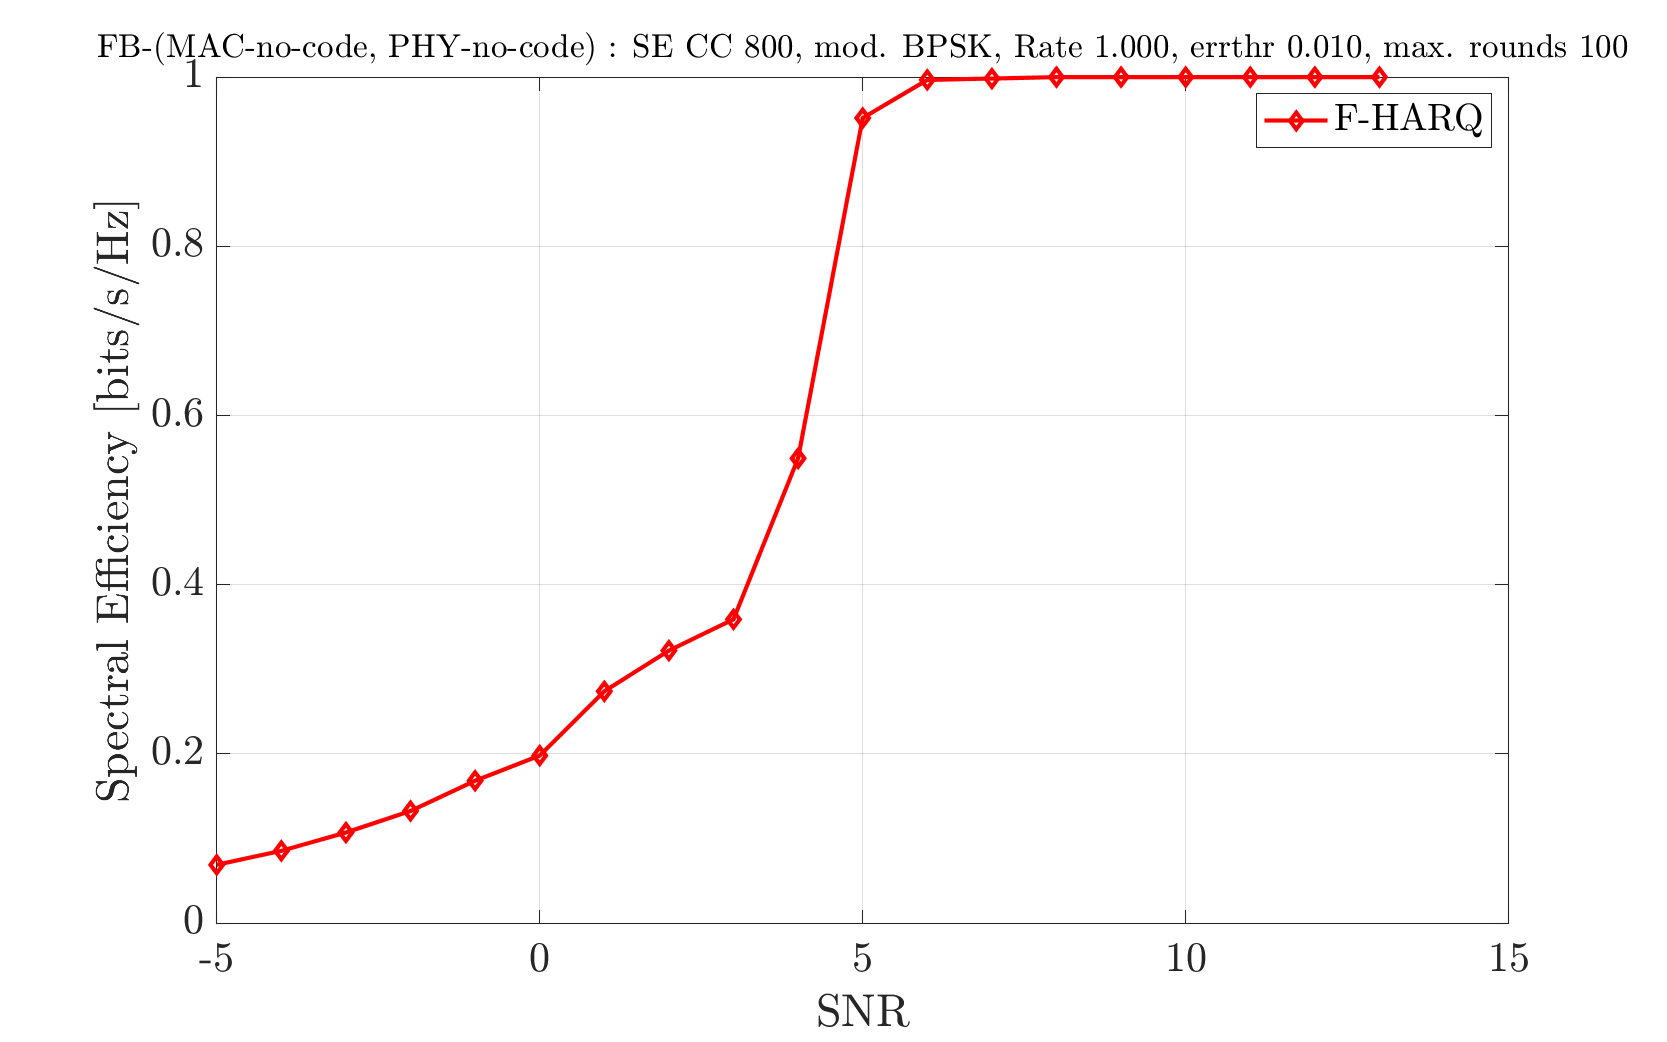 FB-(MAC-no-code, PHY-no-code) : SE CC 800, mod. BPSK, Rate 1.000, errthr 0.010, max. rounds 100
1
F-HARQ
0.8
0.6
0.4
0.2
0
Spectral Efficiency [bits/s/Hz]
-5 0 5 10 15
SNR